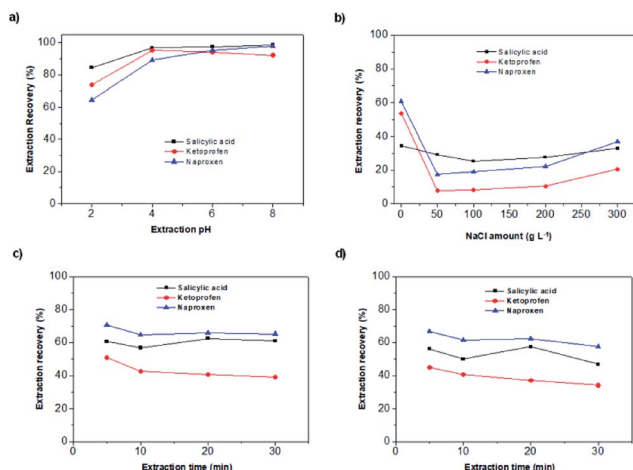 a)
100
80
60
40
20
0
Extraction Recovery (%)
Salicylic acid
Ketoprofen
Naproxen
2
4
6
8
Extraction pH
b)
100
80
60
40
20
0
Extraction recovery (%)
Salicylic acid
Ketoprofen
Naproxen
0
50
100
150
200
250
300
NaCl amount (g L⁻¹)
c)
100
80
60
40
20
0
Extraction recovery (%)
Salicylic acid
Ketoprofen
Naproxen
0
10
20
30
Extraction time (min)
d)
100
80
60
40
20
0
Extraction recovery (%)
Salicylic acid
Ketoprofen
Naproxen
0
10
20
30
Extraction time (min)